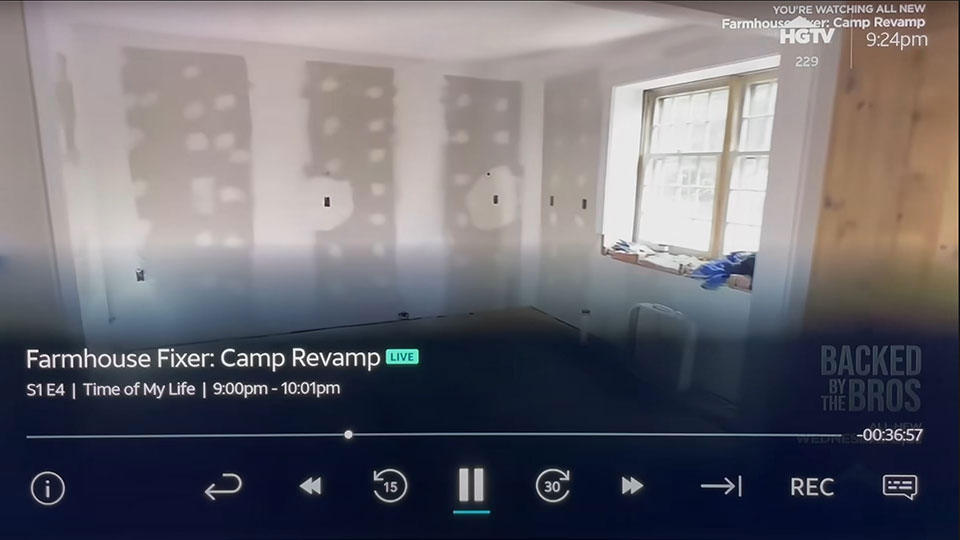 YOU'RE WATCHING ALL NEW
Farmhouse Fixer: Camp Revamp
HGTV
9:24pm
229
Farmhouse Fixer: Camp Revamp LIVE
S1 E4 | Time of My Life | 9:00pm - 10:01pm
BACKED
BY THE BROS
ALL NEW
-00:36:57
15
30
REC